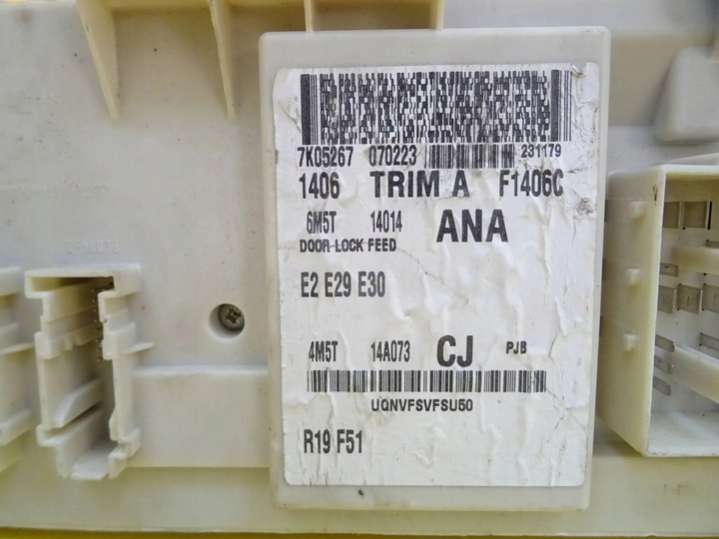 7K05267 070223 231179
1406 TRIM A F1406C
6M5T 14014 ANA
DOOR-LOCK FEED
E2 E29 E30
4M5T 14A073 CJ PJB
UQNVFSVFSU50
R19 F51